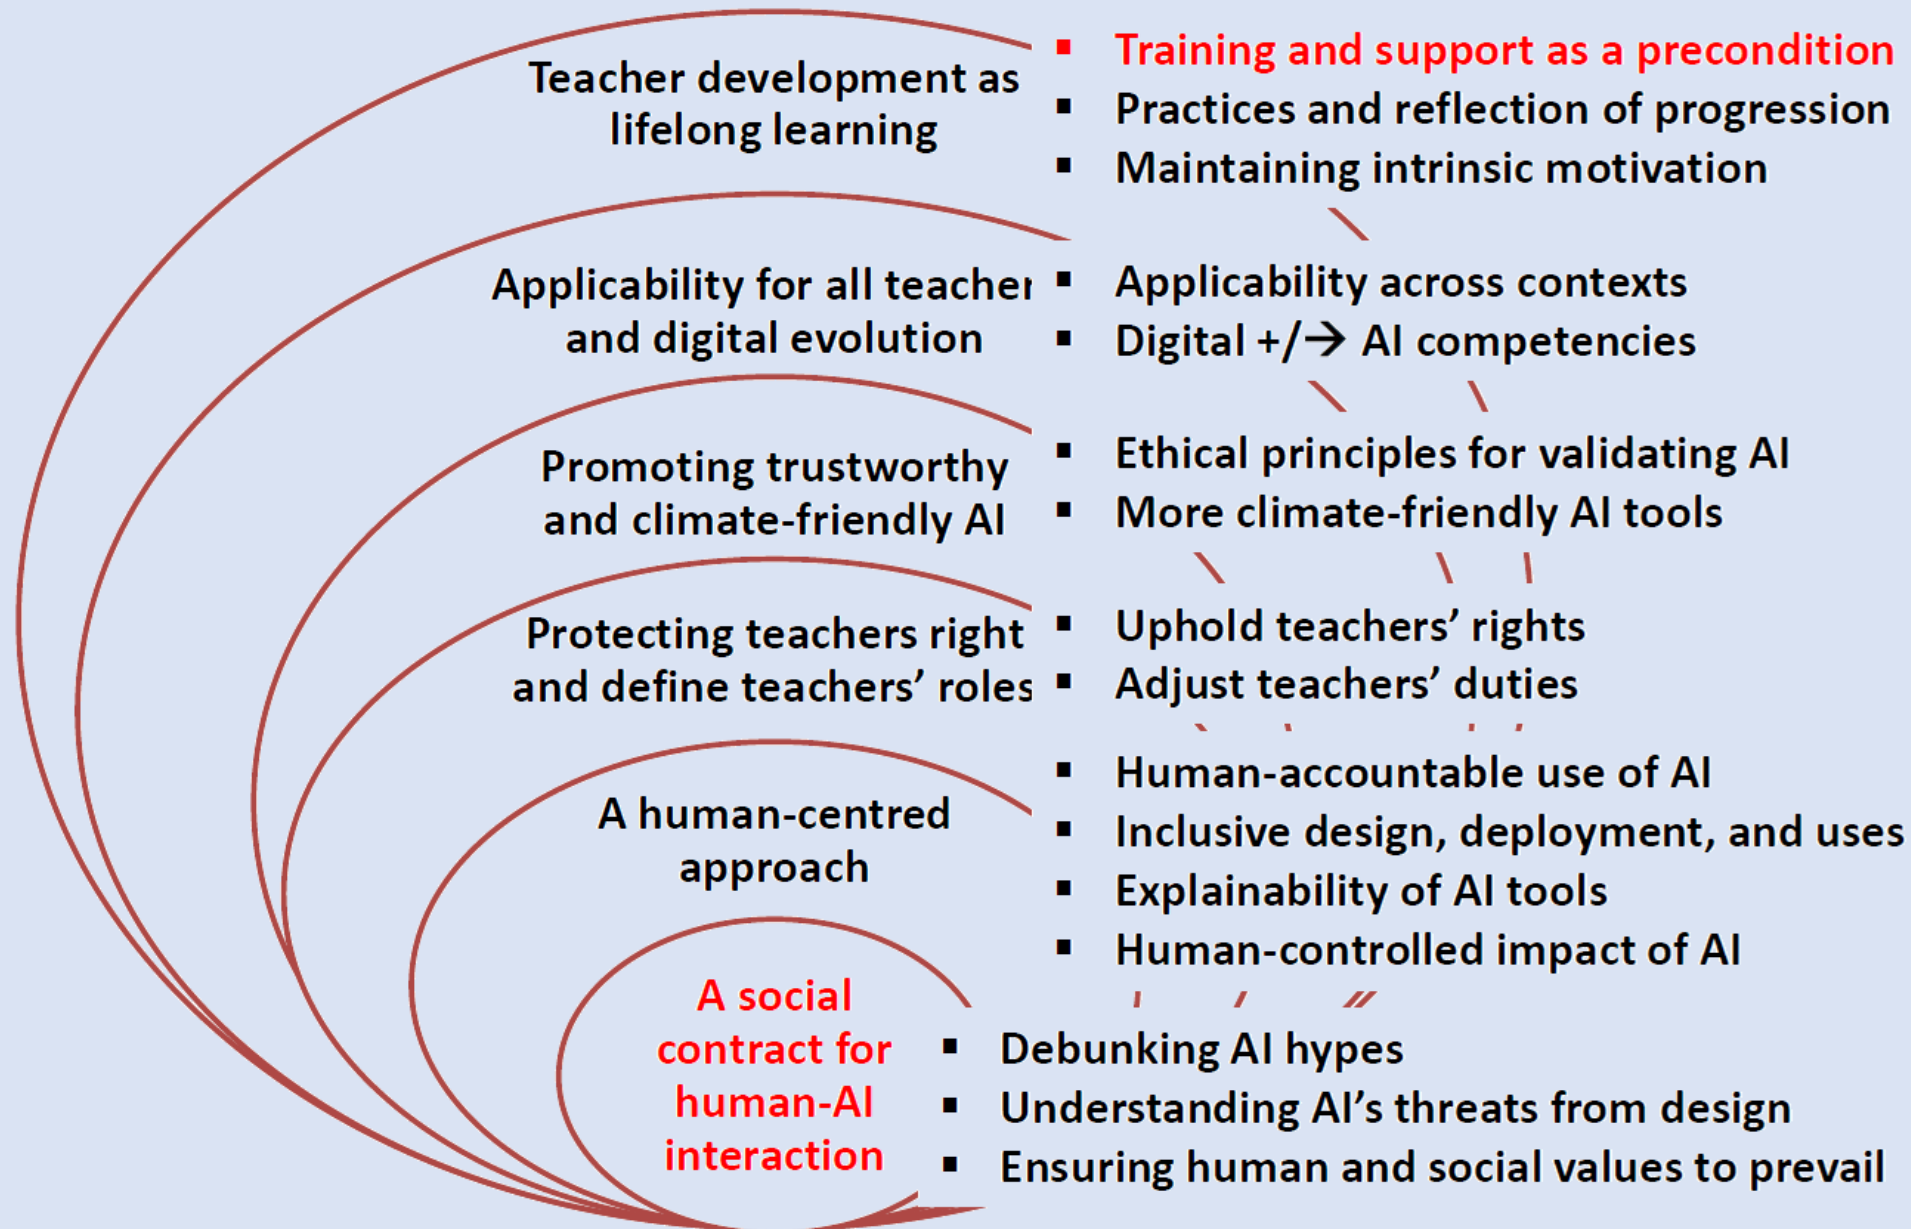 Teacher development as
lifelong learning
▪ Training and support as a precondition
▪ Practices and reflection of progression
▪ Maintaining intrinsic motivation
Applicability for all teacher
and digital evolution
▪ Applicability across contexts
▪ Digital +/→ AI competencies
Promoting trustworthy
and climate-friendly AI
▪ Ethical principles for validating AI
▪ More climate-friendly AI tools
Protecting teachers right
and define teachers’ roles
▪ Uphold teachers’ rights
▪ Adjust teachers’ duties
A human-centred
approach
▪ Human-accountable use of AI
▪ Inclusive design, deployment, and uses
▪ Explainability of AI tools
▪ Human-controlled impact of AI
A social
contract for
human-AI
interaction
▪ Debunking AI hypes
▪ Understanding AI’s threats from design
▪ Ensuring human and social values to prevail